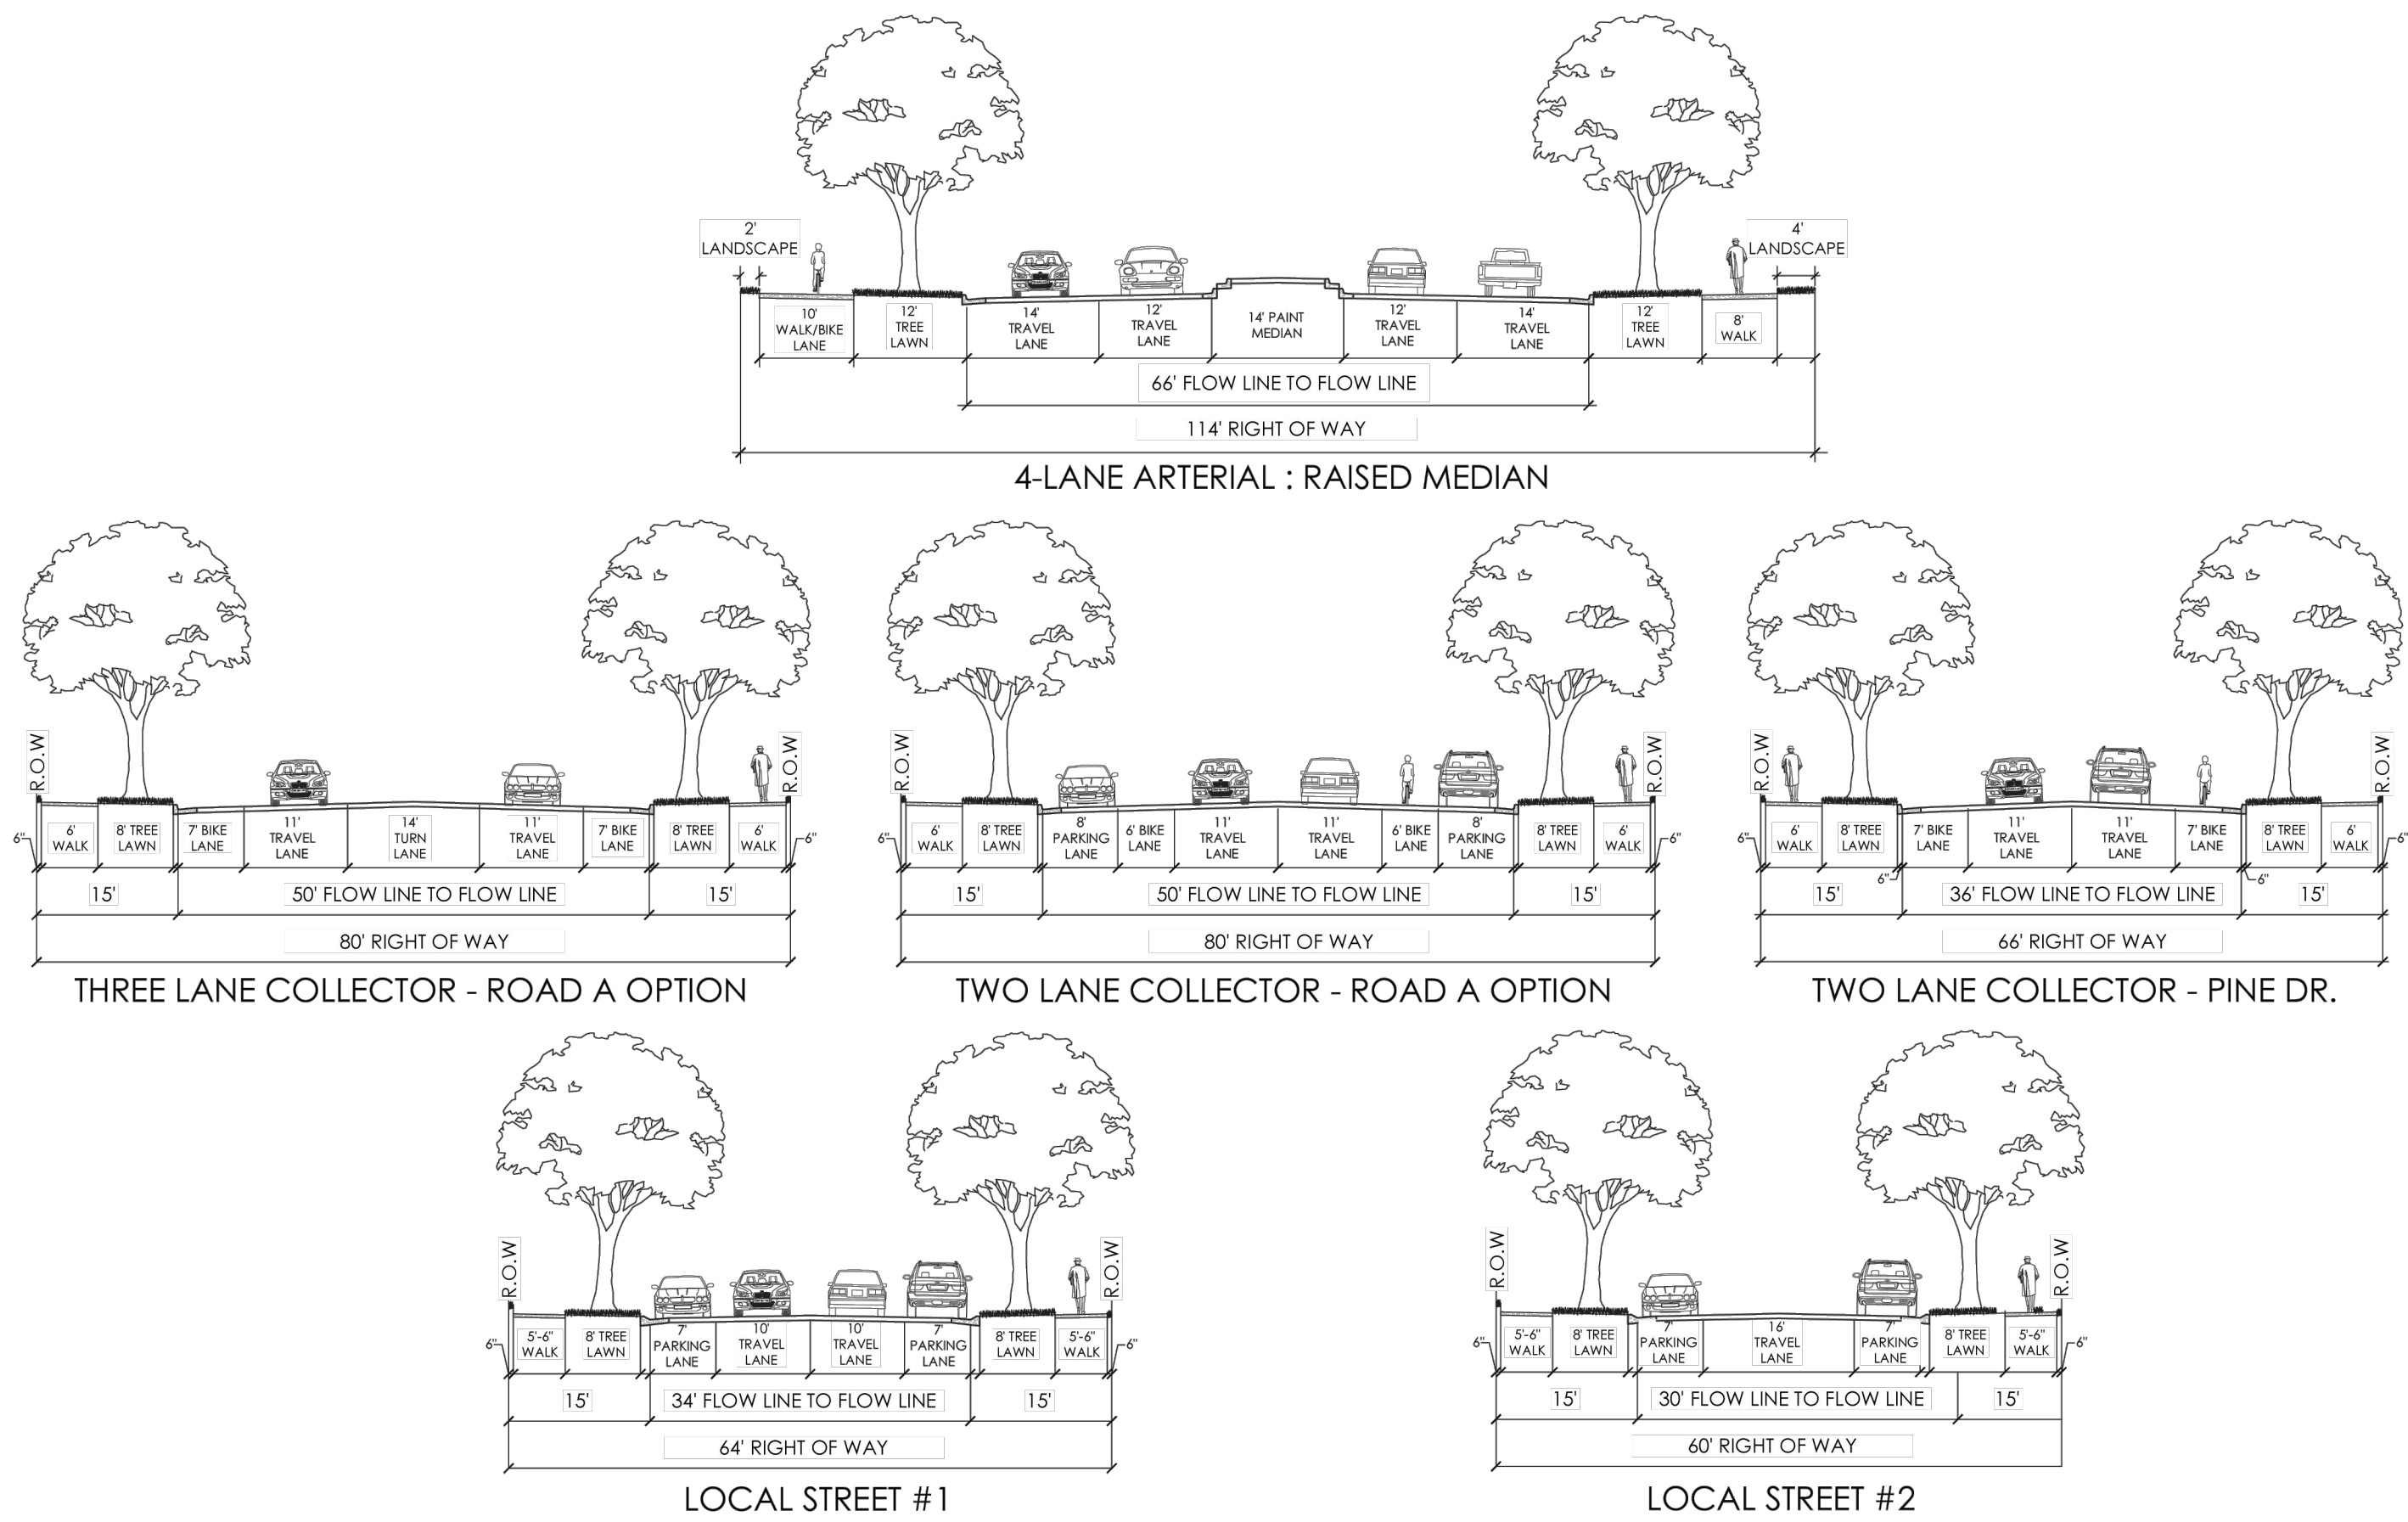 2'
LANDSCAPE
4'
LANDSCAPE
10'
WALK/BIKE
LANE
12'
TREE
LAWN
14'
TRAVEL
LANE
12'
TRAVEL
LANE
14' PAINT
MEDIAN
12'
TRAVEL
LANE
14'
TRAVEL
LANE
12'
TREE
LAWN
8'
WALK
66' FLOW LINE TO FLOW LINE
114' RIGHT OF WAY
4-LANE ARTERIAL : RAISED MEDIAN
R.O.W
R.O.W
6"
6'
WALK
8' TREE
LAWN
7' BIKE
LANE
11'
TRAVEL
LANE
14'
TURN
LANE
11'
TRAVEL
LANE
7' BIKE
LANE
8' TREE
LAWN
6'
WALK
6"
15'
50' FLOW LINE TO FLOW LINE
15'
80' RIGHT OF WAY
THREE LANE COLLECTOR - ROAD A OPTION
R.O.W
R.O.W
6"
6'
WALK
8' TREE
LAWN
8'
PARKING
LANE
6' BIKE
LANE
11'
TRAVEL
LANE
11'
TRAVEL
LANE
6' BIKE
LANE
8'
PARKING
LANE
8' TREE
LAWN
6'
WALK
6"
15'
50' FLOW LINE TO FLOW LINE
15'
80' RIGHT OF WAY
TWO LANE COLLECTOR - ROAD A OPTION
R.O.W
R.O.W
6"
6'
WALK
8' TREE
LAWN
7' BIKE
LANE
11'
TRAVEL
LANE
11'
TRAVEL
LANE
7' BIKE
LANE
8' TREE
LAWN
6'
WALK
6"
6"
6"
15'
36' FLOW LINE TO FLOW LINE
15'
66' RIGHT OF WAY
TWO LANE COLLECTOR - PINE DR.
R.O.W
R.O.W
6"
5'-6"
WALK
8' TREE
LAWN
7'
PARKING
LANE
10'
TRAVEL
LANE
10'
TRAVEL
LANE
7'
PARKING
LANE
8' TREE
LAWN
5'-6"
WALK
6"
15'
34' FLOW LINE TO FLOW LINE
15'
64' RIGHT OF WAY
LOCAL STREET #1
R.O.W
R.O.W
6"
5'-6"
WALK
8' TREE
LAWN
7'
PARKING
LANE
16'
TRAVEL
LANE
7'
PARKING
LANE
8' TREE
LAWN
5'-6"
WALK
6"
15'
30' FLOW LINE TO FLOW LINE
15'
60' RIGHT OF WAY
LOCAL STREET #2